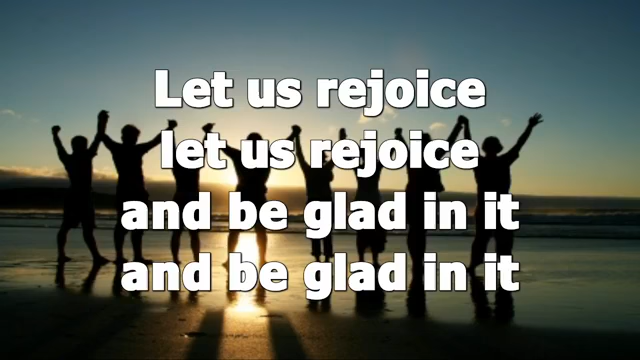 Let us rejoice
let us rejoice
and be glad in it
and be glad in it